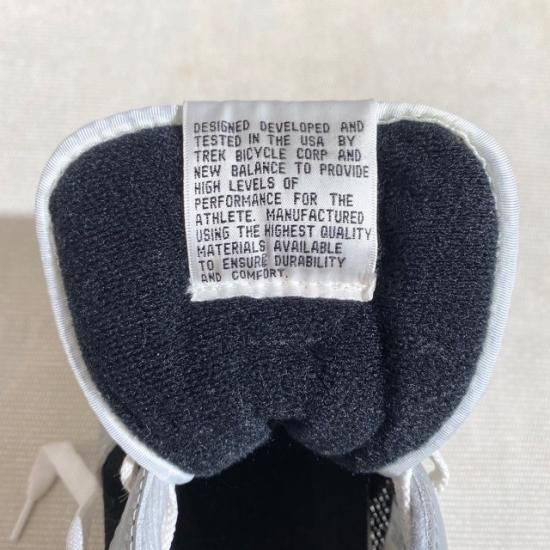 DESIGNED DEVELOPED AND
TESTED IN THE USA BY
TREK BICYCLE CORP AND
NEW BALANCE TO PROVIDE
HIGH LEVELS OF
PERFORMANCE FOR THE
ATHLETE. MANUFACTURED
USING THE HIGHEST QUALITY
MATERIALS AVAILABLE
TO ENSURE DURABILITY
AND COMFORT.